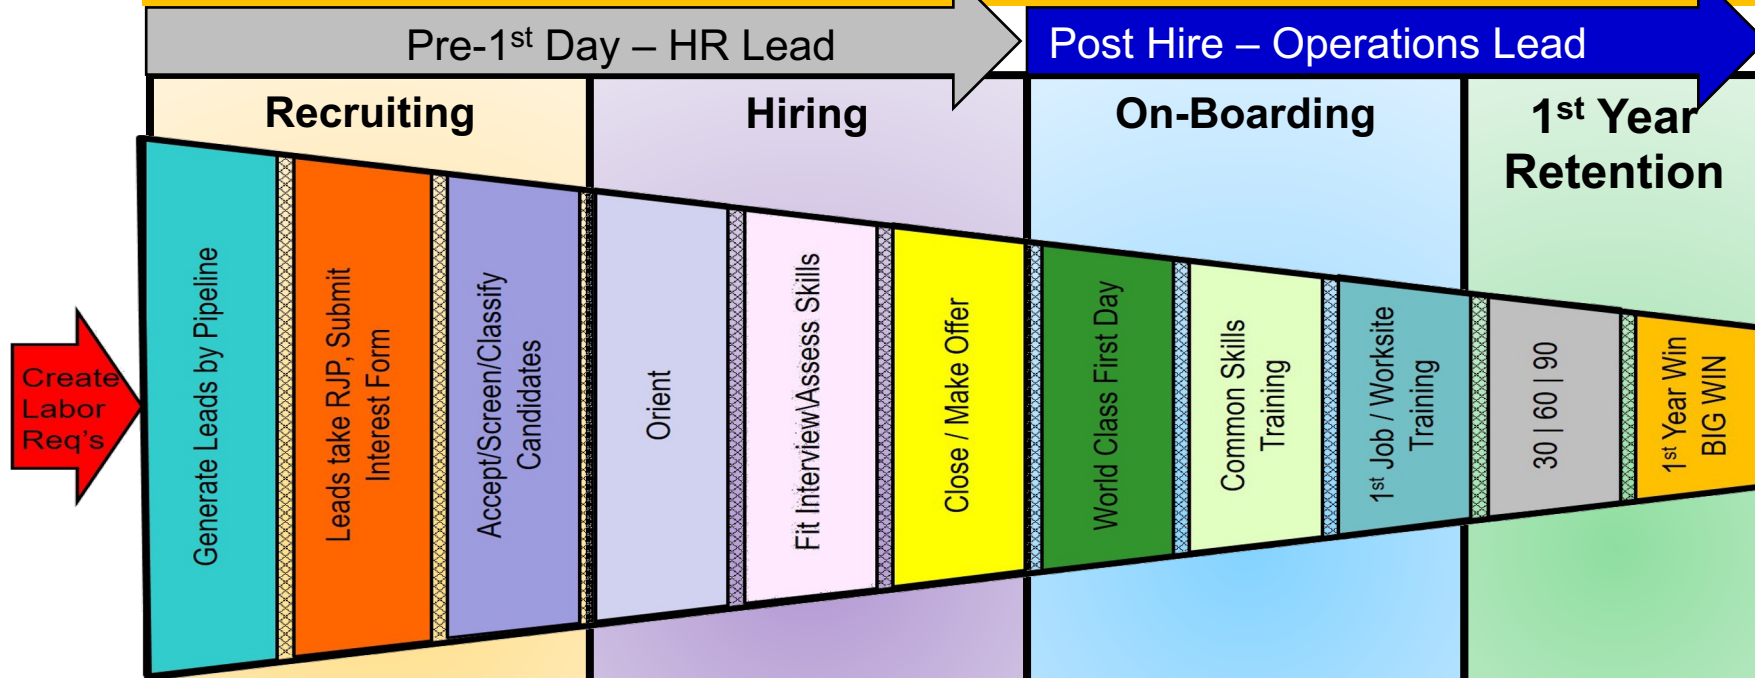 Pre-1st Day – HR Lead
Post Hire – Operations Lead
Recruiting
Hiring
On-Boarding
1st Year
Retention
Create
Labor
Req's
Generate Leads by Pipeline
Leads take RJP, Submit
Interest Form
Accept/Screen/Classify
Candidates
Orient
Fit Interview\Assess Skills
Close / Make Offer
World Class First Day
Common Skills
Training
1st Job / Worksite
Training
30 | 60 | 90
1st Year Win
BIG WIN